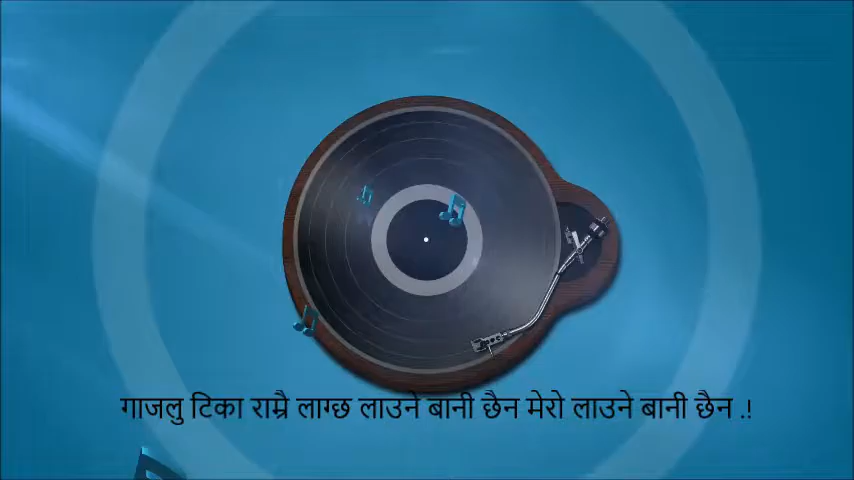 गाजलु टिका राम्रै लाग्छ लाउने बानी छैन मेरो लाउने बानी छैन .!